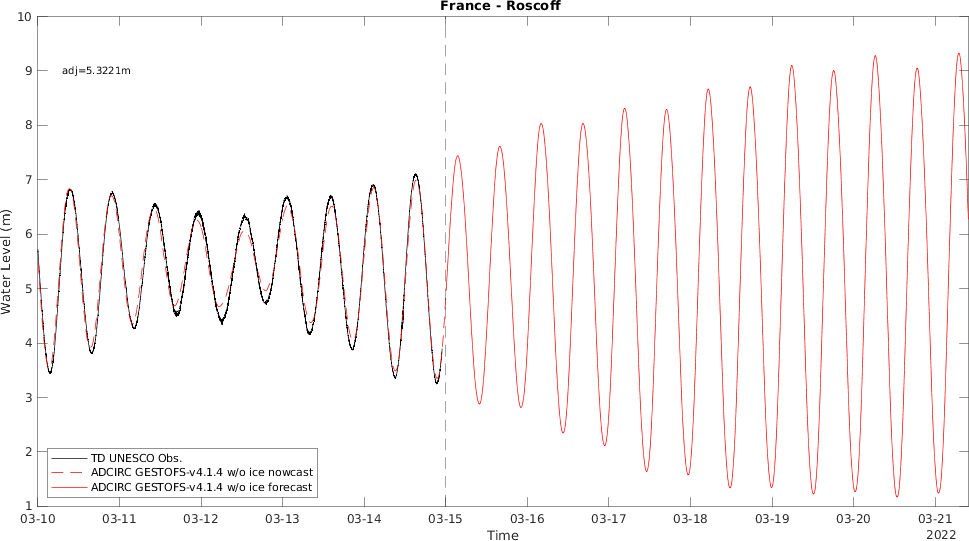 France - Roscoff
10
9
8
7
6
5
4
3
2
1
Water Level (m)
adj=5.3221m
TD UNESCO Obs.
ADCIRC GESTOFS-v4.1.4 w/o ice nowcast
ADCIRC GESTOFS-v4.1.4 w/o ice forecast
03-10 03-11 03-12 03-13 03-14 03-15 03-16 03-17 03-18 03-19 03-20 03-21
Time
2022